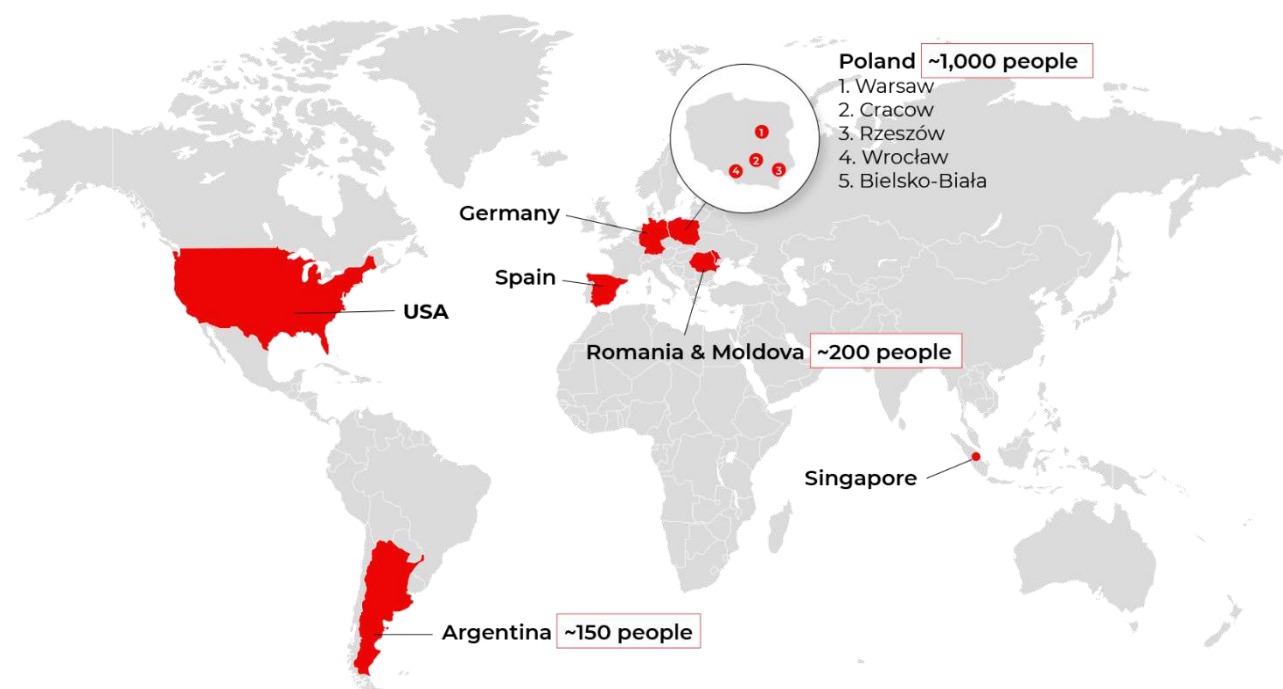 Poland ~1,000 people
1. Warsaw
2. Cracow
3. Rzeszów
4. Wrocław
5. Bielsko-Biała
1
2
4
3
Germany
Spain
USA
Romania & Moldova ~200 people
Singapore
Argentina ~150 people